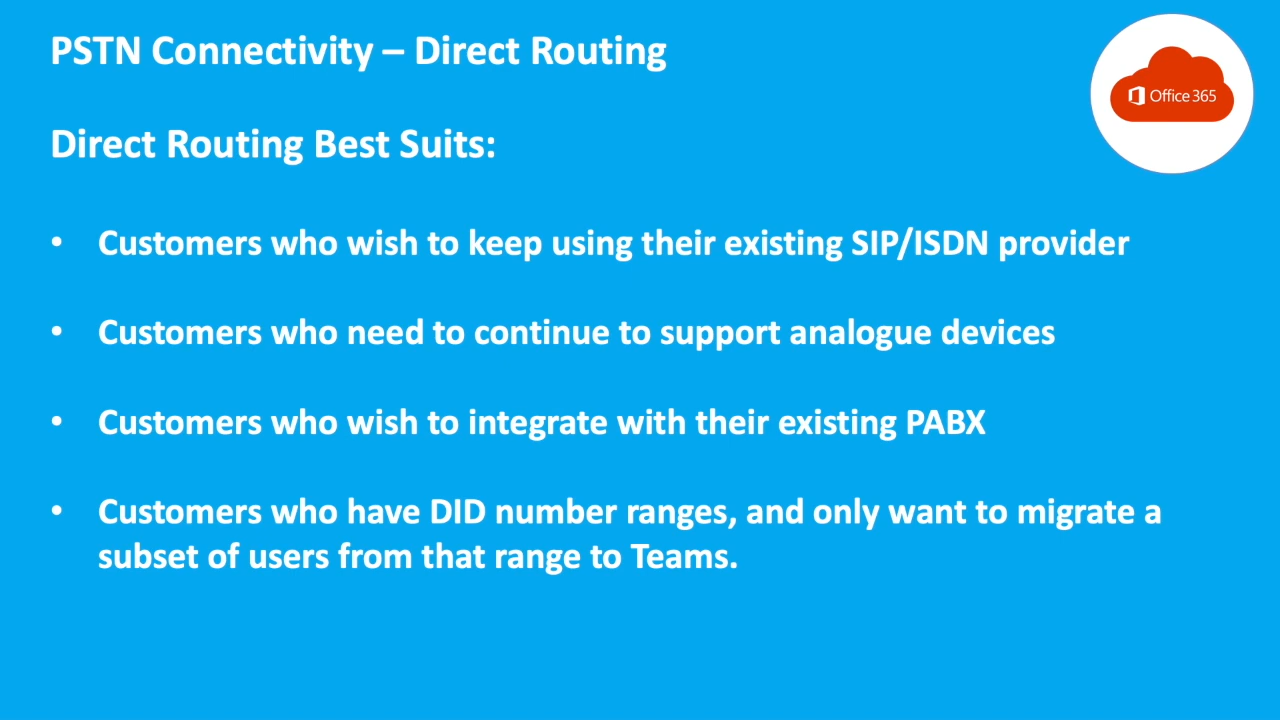 PSTN Connectivity – Direct Routing
Office 365
Direct Routing Best Suits:
• Customers who wish to keep using their existing SIP/ISDN provider
• Customers who need to continue to support analogue devices
• Customers who wish to integrate with their existing PABX
• Customers who have DID number ranges, and only want to migrate a
subset of users from that range to Teams.